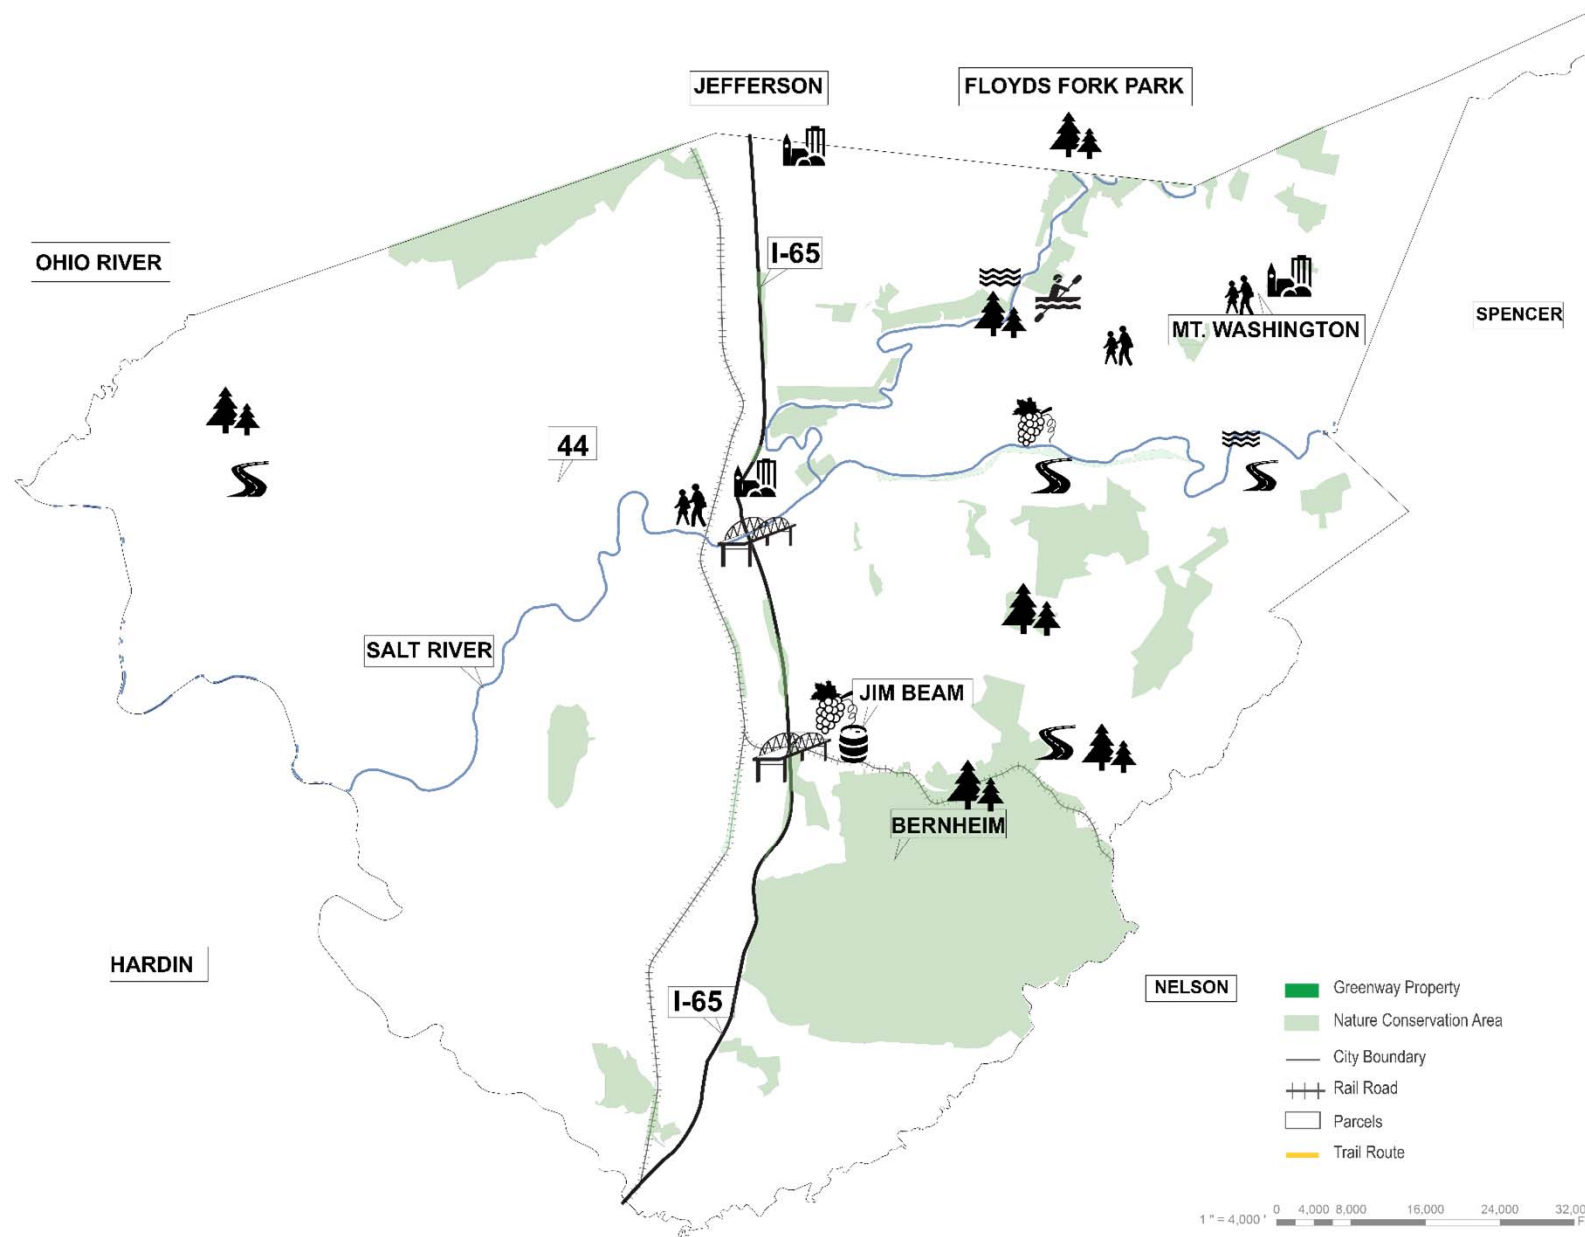 JEFFERSON
FLOYDS FORK PARK
OHIO RIVER
I-65
MT. WASHINGTON
SPENCER
44
SALT RIVER
JIM BEAM
BERNHEIM
HARDIN
NELSON
I-65
Greenway Property
Nature Conservation Area
City Boundary
Rail Road
Parcels
Trail Route
1 " = 4,000 '
0 4,000 8,000 16,000 24,000 32,00
F